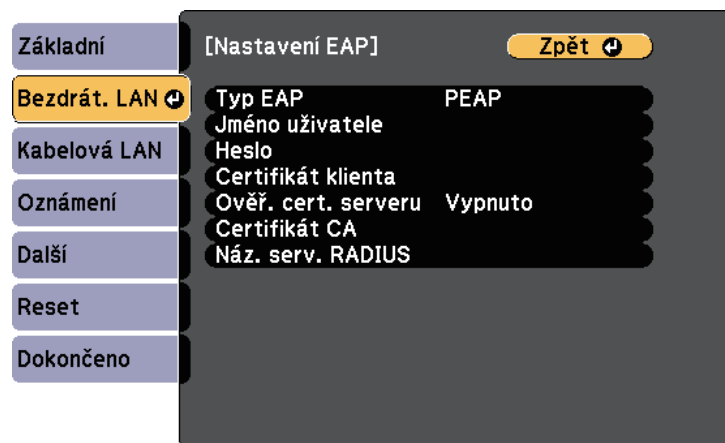 Základní
Bezdrát. LAN
Kabelová LAN
Oznámení
Další
Reset
Dokončeno
[Nastavení EAP]
Zpět
Typ EAP PEAP
Jméno uživatele
Heslo
Certifikát klienta
Ověř. cert. serveru Vypnuto
Certifikát CA
Náz. serv. RADIUS